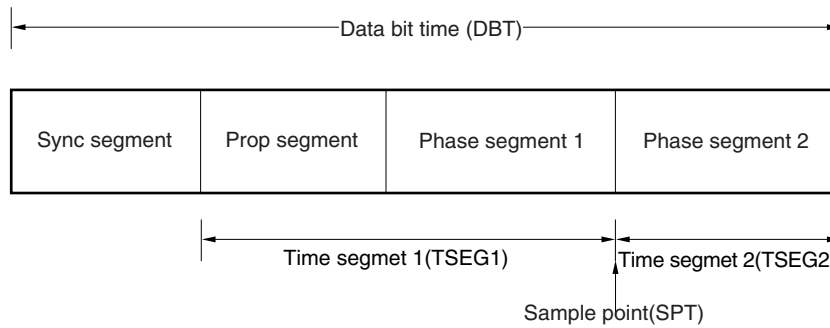 Data bit time (DBT)
Sync segment
Prop segment
Phase segment 1
Phase segment 2
Time segmet 1(TSEG1)
Time segmet 2(TSEG2
Sample point(SPT)